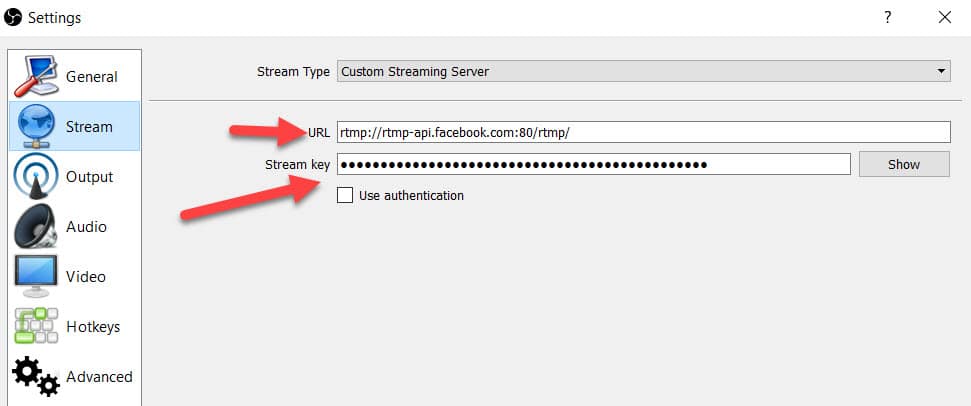 Settings
?
General
Stream
Output
Audio
Video
Hotkeys
Advanced
Stream Type Custom Streaming Server
URL rtmp://rtmp-api.facebook.com:80/rtmp/
Stream key ●●●●●●●●●●●●●●●●●●●●●●●●●●●●●●●●●●●●●●●●●●●●●● Show
Use authentication